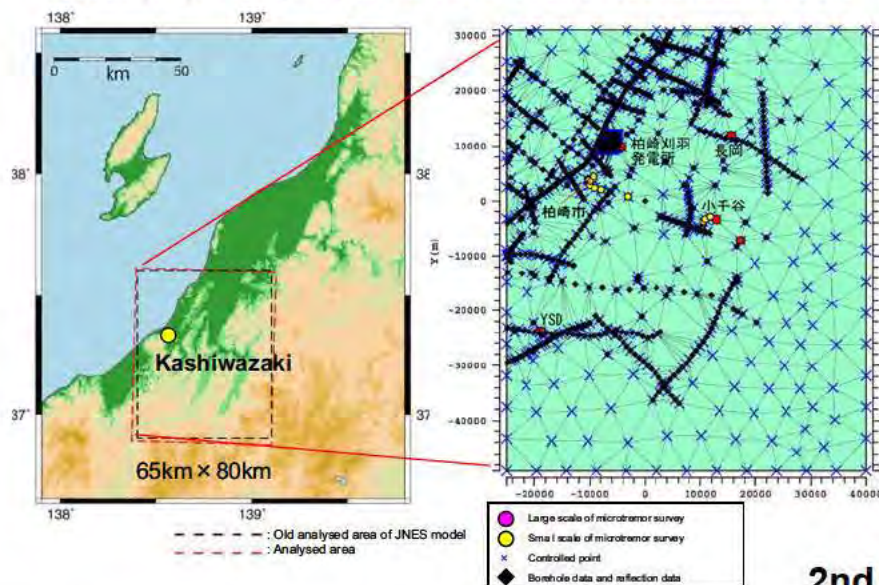 138°
139°
0
50
km
38
38
37
37
Kashiwazaki
138°
139°
65km × 80km
: Old analysed area of JNES model
: Analysed area
30000
20000
10000
0
-10000
-20000
-30000
-40000
Y(m)
柏崎刈羽
発電所
長岡
柏崎市
小千谷
YSD
-20000
-10000
0
10000
20000
30000
40000
Large scale of microtremor survey
Small scale of microtremor survey
Controlled point
Borehole data and reflection data
2nd